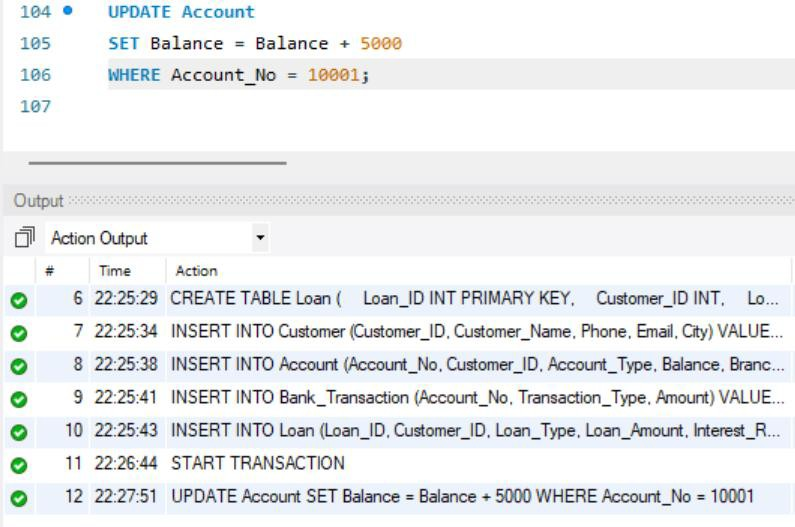 104 UPDATE Account
105 SET Balance = Balance + 5000
106 WHERE Account_No = 10001;
107
Output
Action Output
# Time Action
6 22:25:29 CREATE TABLE Loan ( Loan_ID INT PRIMARY KEY, Customer_ID INT, Lo...
7 22:25:34 INSERT INTO Customer (Customer_ID, Customer_Name, Phone, Email, City) VALUE...
8 22:25:38 INSERT INTO Account (Account_No, Customer_ID, Account_Type, Balance, Branc...
9 22:25:41 INSERT INTO Bank_Transaction (Account_No, Transaction_Type, Amount) VALUE...
10 22:25:43 INSERT INTO Loan (Loan_ID, Customer_ID, Loan_Type, Loan_Amount, Interest_R...
11 22:26:44 START TRANSACTION
12 22:27:51 UPDATE Account SET Balance = Balance + 5000 WHERE Account_No = 10001